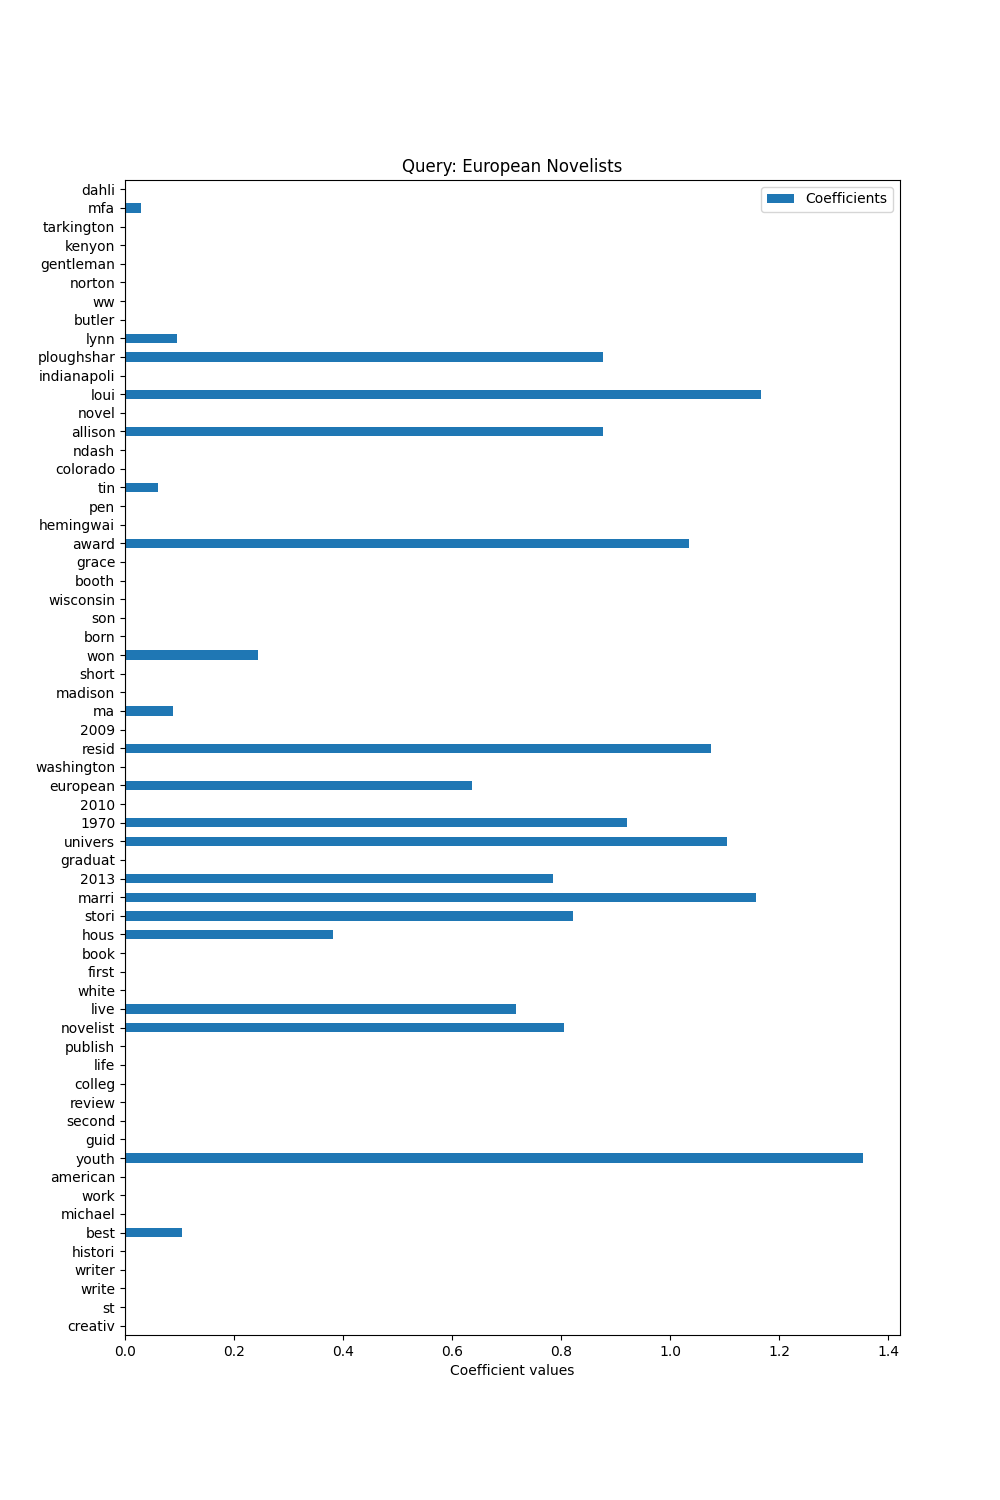 Query: European Novelists
Coefficients
dahli
mfa
tarkington
kenyon
gentleman
norton
ww
butler
lynn
ploughshar
indianapoli
loui
novel
allison
ndash
colorado
tin
pen
hemingwai
award
grace
booth
wisconsin
son
born
won
short
madison
ma
2009
resid
washington
european
2010
1970
univers
graduat
2013
marri
stori
hous
book
first
white
live
novelist
publish
life
colleg
review
second
guid
youth
american
work
michael
best
histori
writer
write
st
creativ
0.0 0.2 0.4 0.6 0.8 1.0 1.2 1.4
Coefficient values